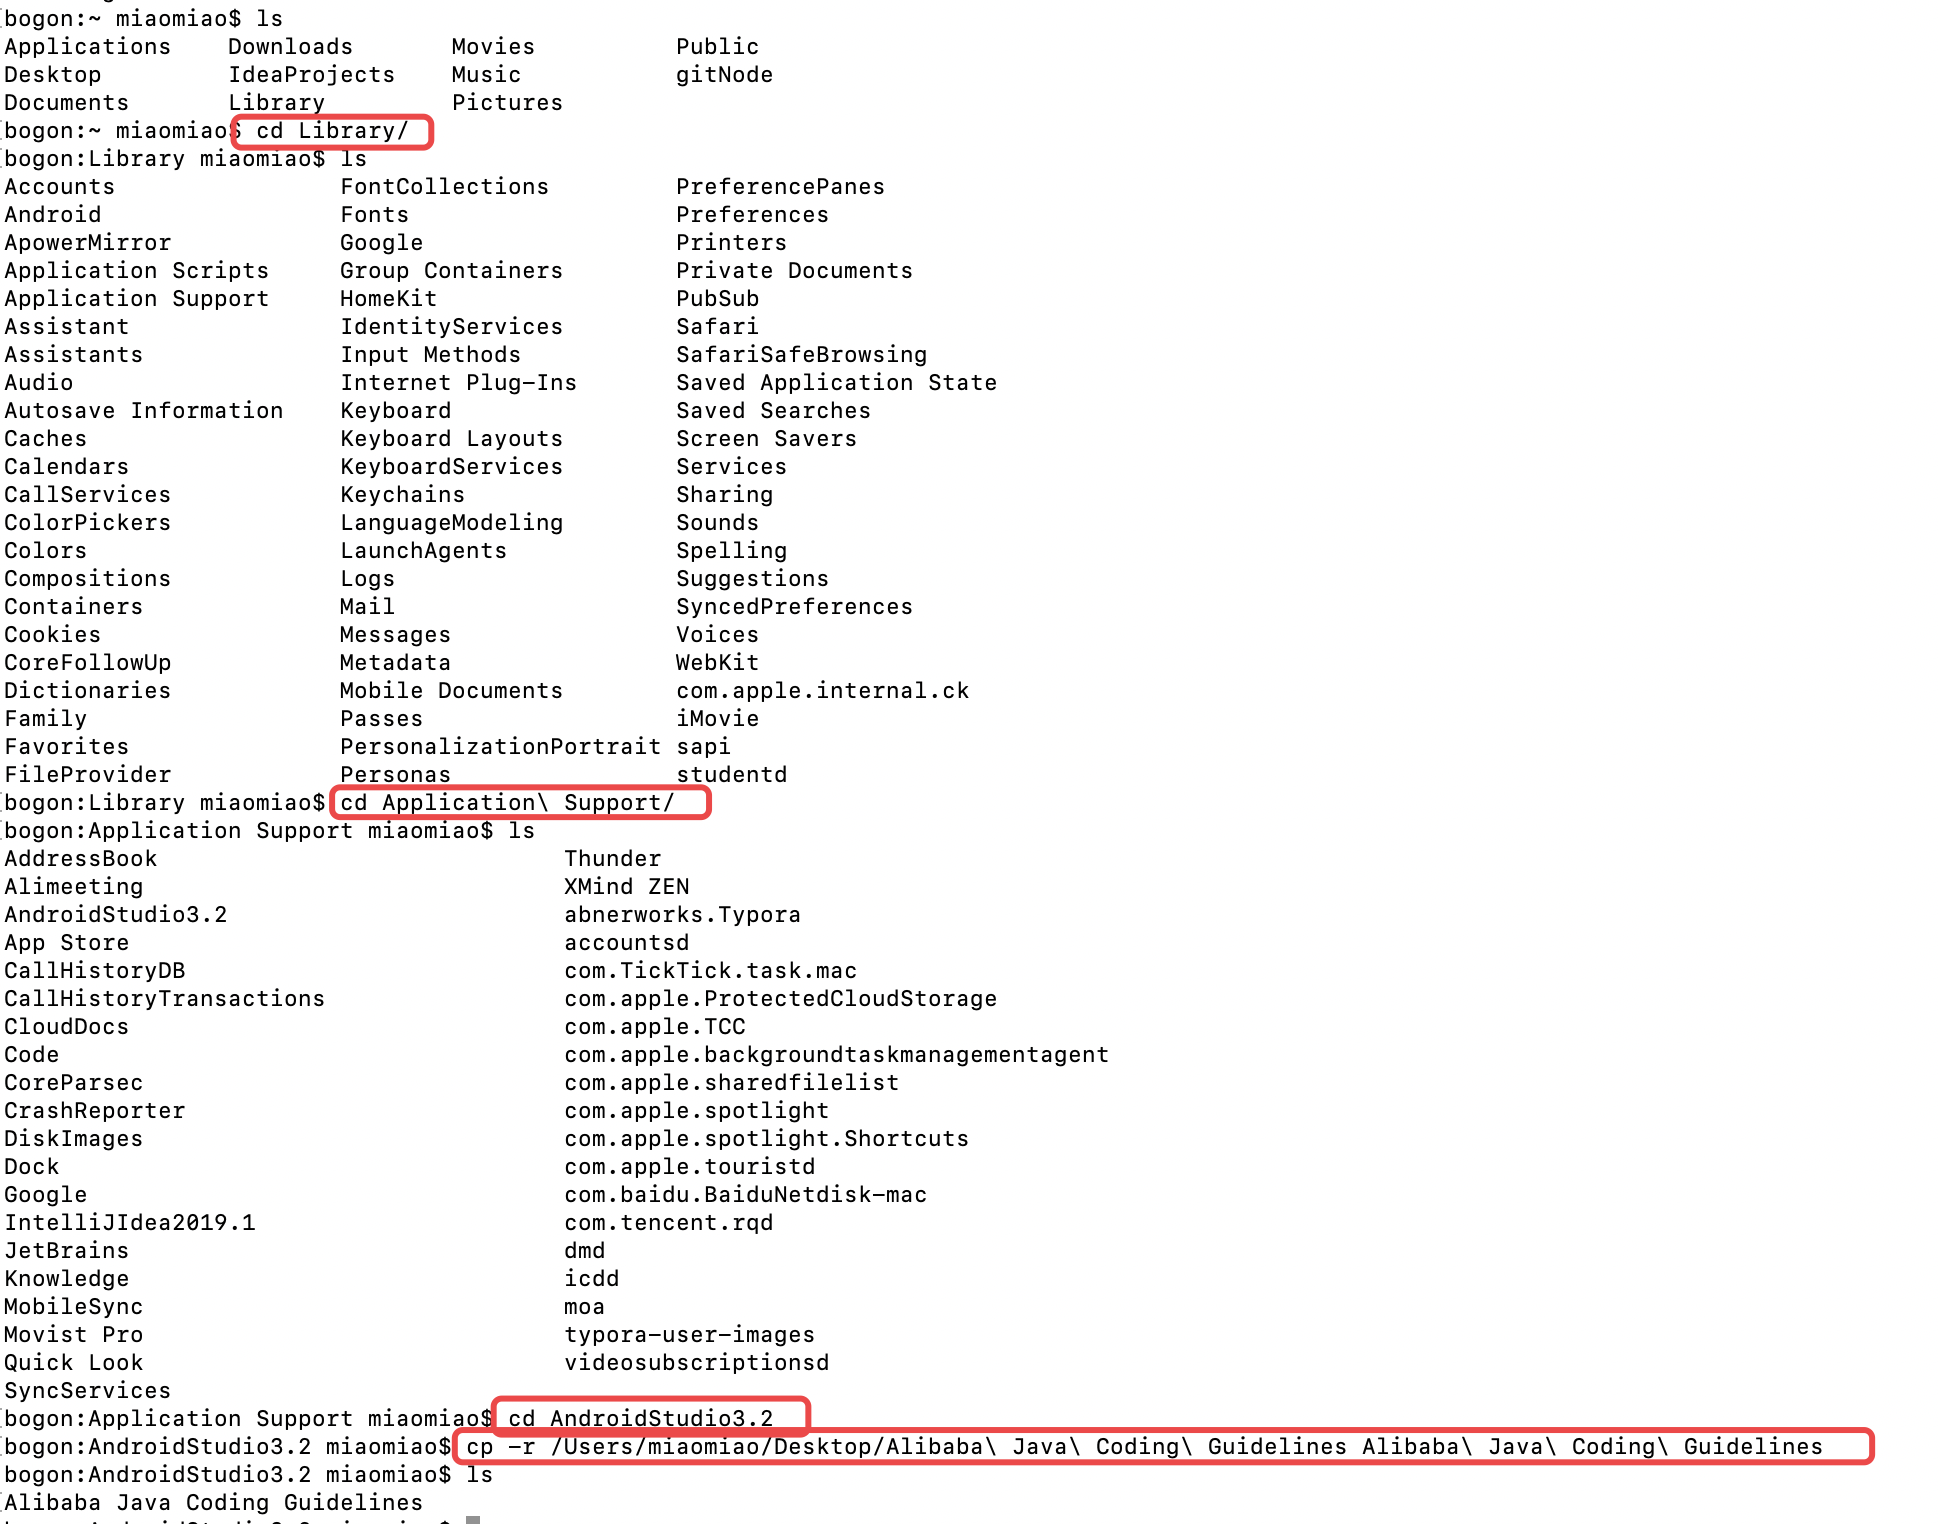 bogon:~ miaomiao$ ls
Applications    Downloads       Movies          Public
Desktop         IdeaProjects    Music           gitNode
Documents       Library         Pictures
bogon:~ miaomiao$ cd Library/
bogon:Library miaomiao$ ls
Accounts                FontCollections         PreferencePanes
Android                 Fonts                   Preferences
ApowerMirror            Google                  Printers
Application Scripts     Group Containers        Private Documents
Application Support     HomeKit                 PubSub
Assistant               IdentityServices        Safari
Assistants              Input Methods           SafariSafeBrowsing
Audio                   Internet Plug-Ins       Saved Application State
Autosave Information    Keyboard                Saved Searches
Caches                  Keyboard Layouts        Screen Savers
Calendars               KeyboardServices        Services
CallServices            Keychains               Sharing
ColorPickers            LanguageModeling        Sounds
Colors                  LaunchAgents            Spelling
Compositions            Logs                    Suggestions
Containers              Mail                    SyncedPreferences
Cookies                 Messages                Voices
CoreFollowUp            Metadata                WebKit
Dictionaries            Mobile Documents        com.apple.internal.ck
Family                  Passes                  iMovie
Favorites               PersonalizationPortrait sapi
FileProvider            Personas                studentd
bogon:Library miaomiao$ cd Application\ Support/
bogon:Application Support miaomiao$ ls
AddressBook                             Thunder
Alimeeting                              XMind ZEN
AndroidStudio3.2                        abnerworks.Typora
App Store                               accountsd
CallHistoryDB                           com.TickTick.task.mac
CallHistoryTransactions                 com.apple.ProtectedCloudStorage
CloudDocs                               com.apple.TCC
Code                                    com.apple.backgroundtaskmanagementagent
CoreParsec                              com.apple.sharedfilelist
CrashReporter                           com.apple.spotlight
DiskImages                              com.apple.spotlight.Shortcuts
Dock                                    com.apple.touristd
Google                                  com.baidu.BaiduNetdisk-mac
IntelliJIdea2019.1                      com.tencent.rqd
JetBrains                               dmd
Knowledge                               icdd
MobileSync                              moa
Movist Pro                              typora-user-images
Quick Look                              videosubscriptionsd
SyncServices
bogon:Application Support miaomiao$ cd AndroidStudio3.2
bogon:AndroidStudio3.2 miaomiao$ cp -r /Users/miaomiao/Desktop/Alibaba\ Java\ Coding\ Guidelines Alibaba\ Java\ Coding\ Guidelines
bogon:AndroidStudio3.2 miaomiao$ ls
Alibaba Java Coding Guidelines